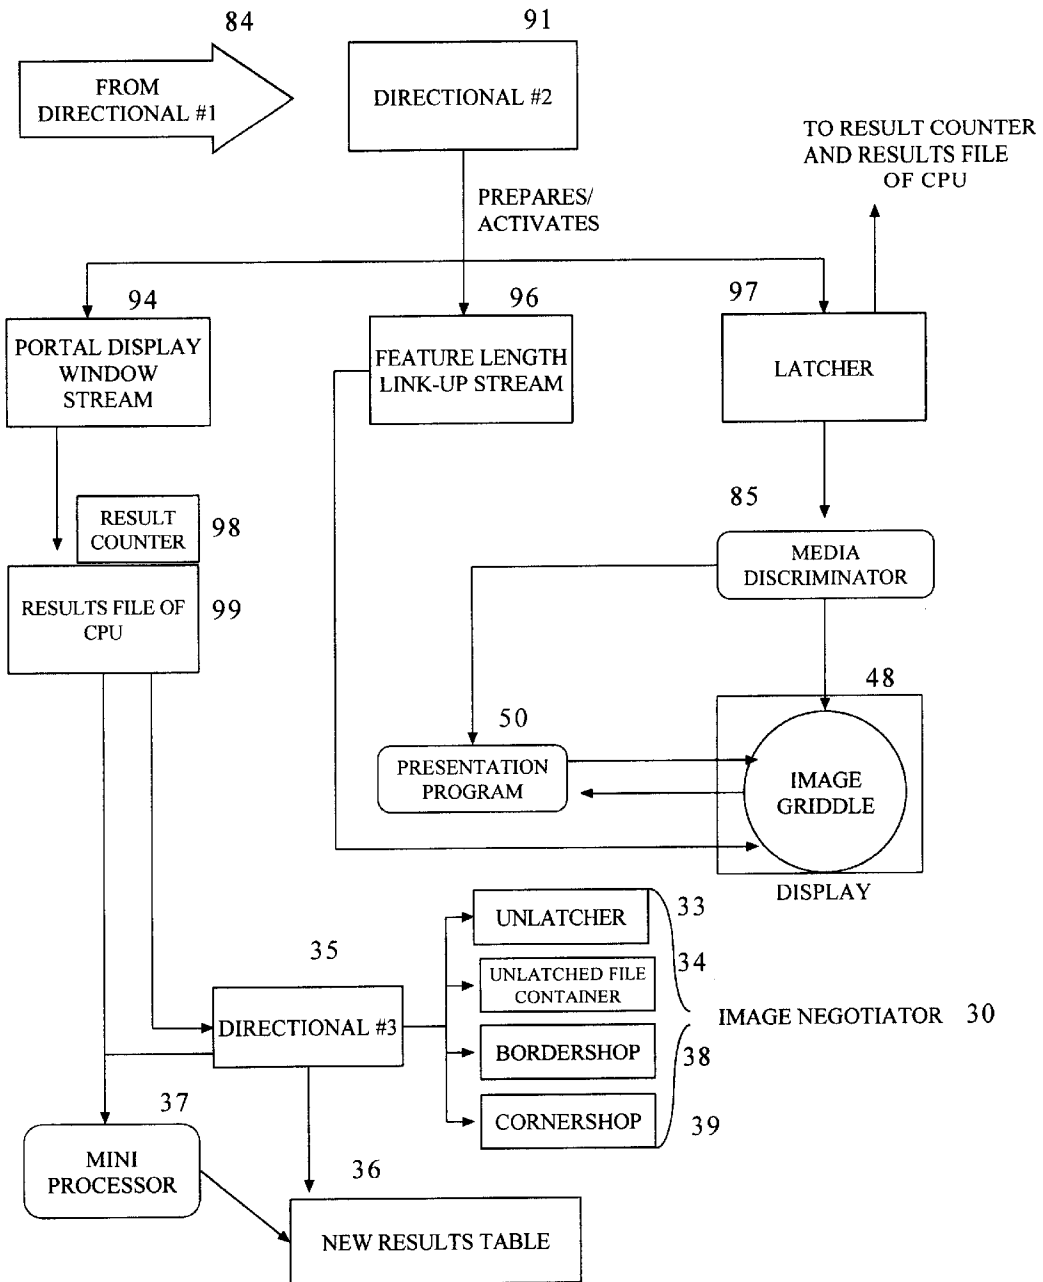 84
91
FROM
DIRECTIONAL #1
DIRECTIONAL #2
TO RESULT COUNTER
AND RESULTS FILE
OF CPU
PREPARES/
ACTIVATES
94
96
97
PORTAL DISPLAY
WINDOW
STREAM
FEATURE LENGTH
LINK-UP STREAM
LATCHER
85
RESULT
COUNTER
98
MEDIA
DISCRIMINATOR
RESULTS FILE OF
CPU
99
48
50
PRESENTATION
PROGRAM
IMAGE
GRIDDLE
DISPLAY
UNLATCHER
33
35
34
UNLATCHED FILE
CONTAINER
DIRECTIONAL #3
IMAGE NEGOTIATOR 30
BORDERSHOP
38
37
CORNERSHOP
39
MINI
PROCESSOR
36
NEW RESULTS TABLE